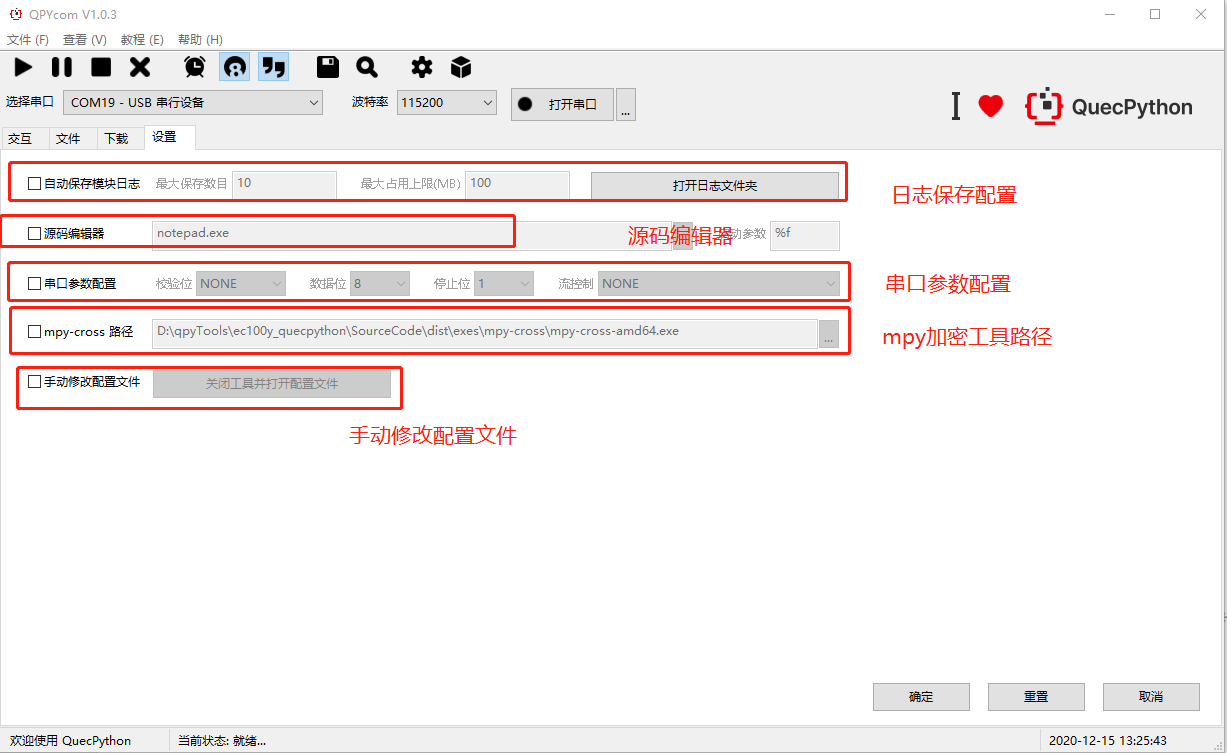 QPYcom V1.0.3
文件 (F) 查看 (V) 教程 (E) 帮助 (H)
选择串口 COM19 - USB 串行设备 波特率 115200 打开串口 ...
I QuecPython
交互 文件 下载 设置
自动保存模块日志 最大保存数目 10 最大占用上限(MB) 100 打开日志文件夹
日志保存配置
源码编辑器 notepad.exe 源码编辑器 动参数 %f
串口参数配置 校验位 NONE 数据位 8 停止位 1 流控制 NONE
串口参数配置
mpy-cross 路径 D:\qpyTools\ec100y_quecpython\SourceCode\dist\exes\mpy-cross\mpy-cross-amd64.exe ...
mpy加密工具路径
手动修改配置文件 关闭工具并打开配置文件
手动修改配置文件
确定 重置 取消
欢迎使用 QuecPython 当前状态: 就绪... 2020-12-15 13:25:43